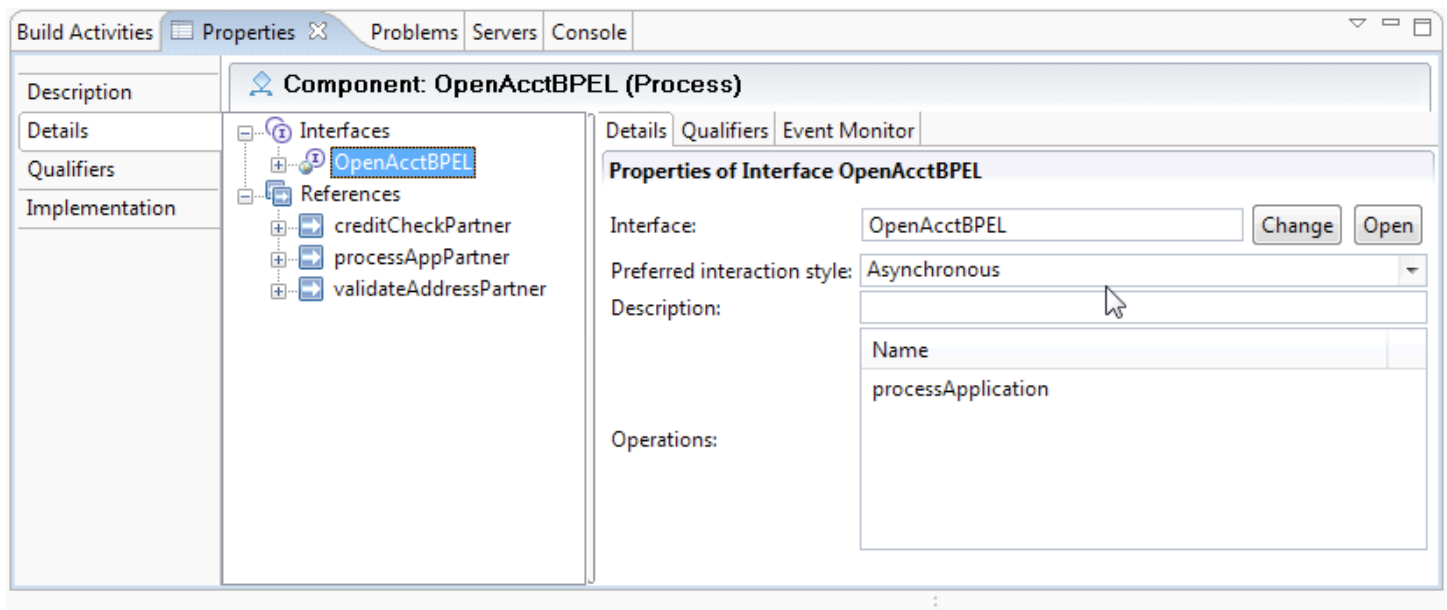 Build Activities Properties Problems Servers Console
Component: OpenAcctBPEL (Process)
Description
Details
Qualifiers
Implementation
Interfaces
OpenAcctBPEL
References
creditCheckPartner
processAppPartner
validateAddressPartner
Details Qualifiers Event Monitor
Properties of Interface OpenAcctBPEL
Interface: OpenAcctBPEL Change Open
Preferred interaction style: Asynchronous
Description:
Name
processApplication
Operations: